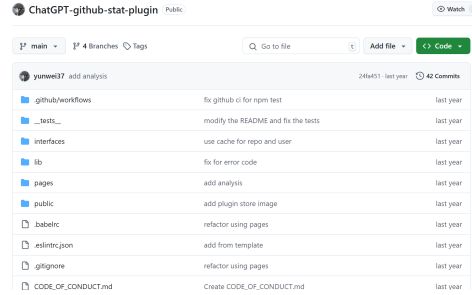 ChatGPT-github-stat-plugin Public Watch
main 4 Branches Tags Go to file t Add file Code
yunwei37 add analysis 24fa451 · last year 42 Commits
.github/workflows fix github ci for npm test last year
__tests__ modify the README and fix the tests last year
interfaces use cache for repo and user last year
lib fix for error code last year
pages add analysis last year
public add plugin store image last year
.babelrc refactor using pages last year
.eslintrc.json add from template last year
.gitignore refactor using pages last year
CODE_OF_CONDUCT.md Create CODE_OF_CONDUCT.md last year